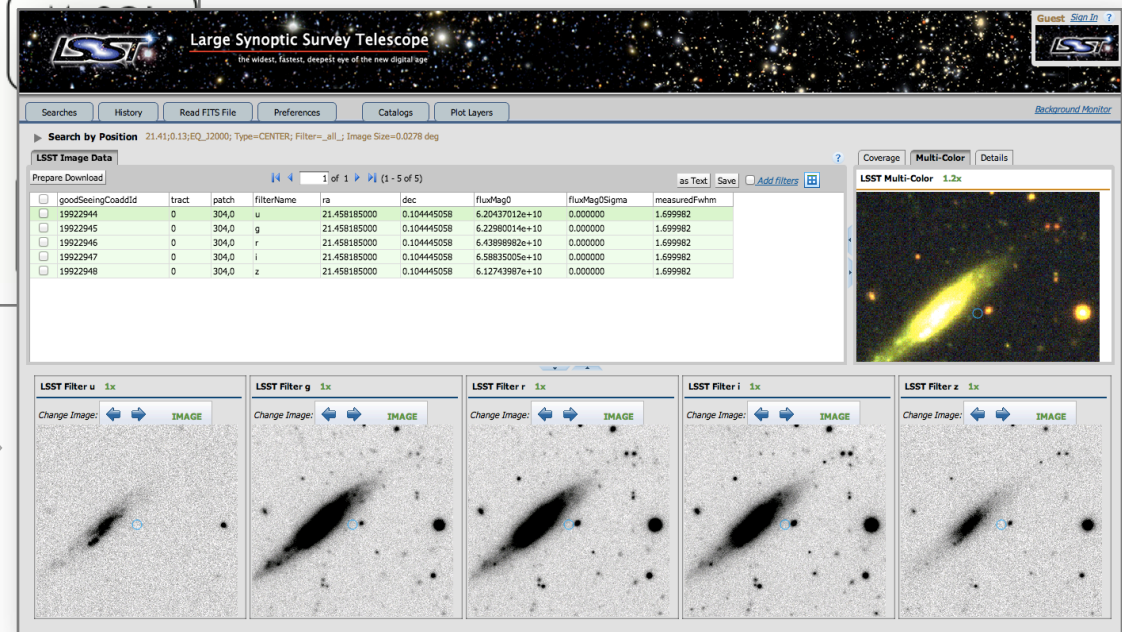 Guest Sign In ?
LSST
Large Synoptic Survey Telescope
the widest, fastest, deepest eye of the new digital age
LSST
Searches History Read FITS File Preferences Catalogs Plot Layers Background Monitor
Search by Position 21.41;0.13;EQ_J2000; Type=CENTER; Filter=_all_; Image Size=0.0278 deg
LSST Image Data ? Coverage Multi-Color Details
Prepare Download 1 of 1 (1 - 5 of 5) as Text Save Add filters
LSST Multi-Color 1.2x
goodSeeingCoaddId tract patch filterName ra dec fluxMag0 fluxMag0Sigma measuredFwhm
19922944 0 304,0 u 21.458185000 0.104445058 6.20437012e+10 0.000000 1.699982
19922945 0 304,0 g 21.458185000 0.104445058 6.22980014e+10 0.000000 1.699982
19922946 0 304,0 r 21.458185000 0.104445058 6.43898982e+10 0.000000 1.699982
19922947 0 304,0 i 21.458185000 0.104445058 6.58835005e+10 0.000000 1.699982
19922948 0 304,0 z 21.458185000 0.104445058 6.12743987e+10 0.000000 1.699982
LSST Filter u 1x LSST Filter g 1x LSST Filter r 1x LSST Filter i 1x LSST Filter z 1x
Change Image: IMAGE Change Image: IMAGE Change Image: IMAGE Change Image: IMAGE Change Image: IMAGE